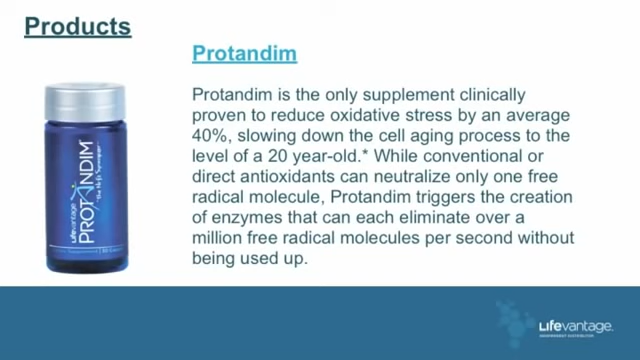 Products
Protandim
Protandim is the only supplement clinically
proven to reduce oxidative stress by an average
40%, slowing down the cell aging process to the
level of a 20 year-old.* While conventional or
direct antioxidants can neutralize only one free
radical molecule, Protandim triggers the creation
of enzymes that can each eliminate over a
million free radical molecules per second without
being used up.
Lifevantage
PROTANDIM
Lifevantage.
INDEPENDENT DISTRIBUTOR